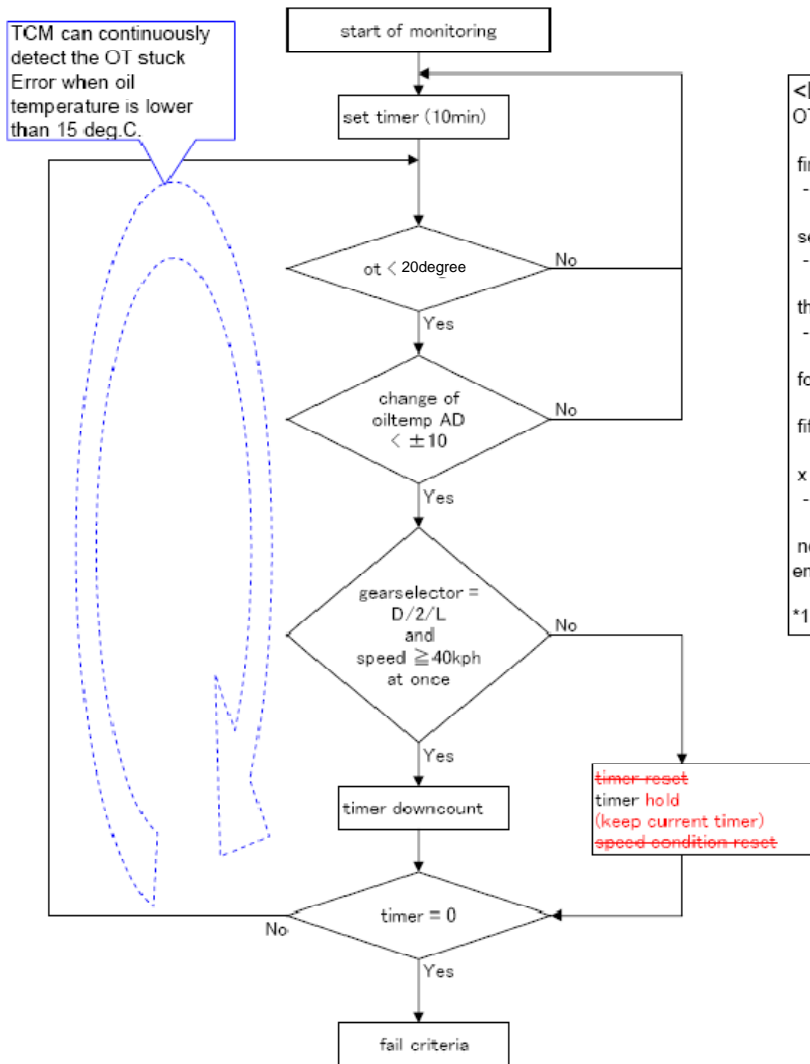 TCM can continuously
detect the OT stuck
Error when oil
temperature is lower
than 15 deg.C.
start of monitoring
set timer (10min)
ot < 20degree
No
Yes
change of
oiltemp AD
< ±10
No
Yes
gearselector =
D/2/L
and
speed ≧40kph
at once
No
Yes
timer downcount
timer reset
timer hold
(keep current timer)
speed condition reset
timer = 0
No
Yes
fail criteria
OT
-
-
-
x
-
*1